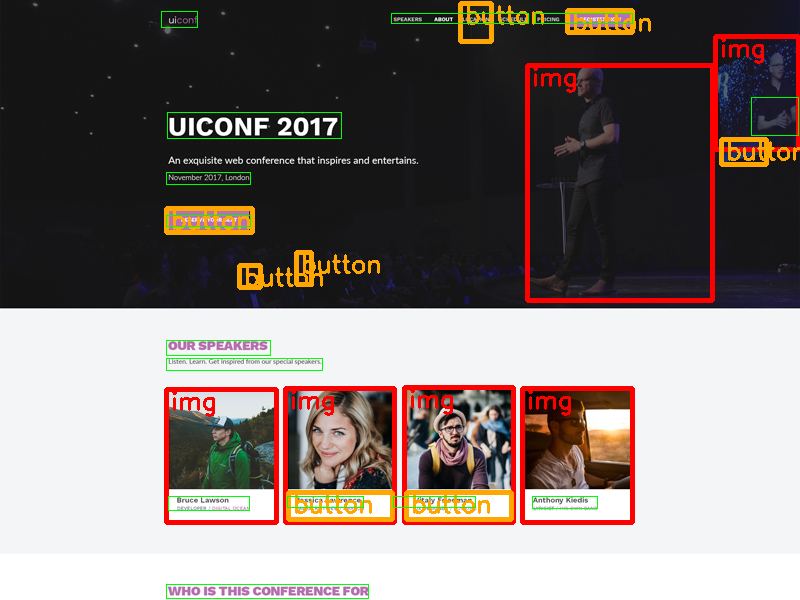 uiconf
SPEAKERS ABOUT PRICING
button
button
img
img
UICONF 2017
button
An exquisite web conference that inspires and entertains.
November 2017, London
button
button
button
OUR SPEAKERS
Listen. Learn. Get inspired from our special speakers.
img
img
img
img
Bruce Lawson
Anthony Kiedis
DEVELOPER / DIGITAL OCEAN
button
button
WHO IS THIS CONFERENCE FOR